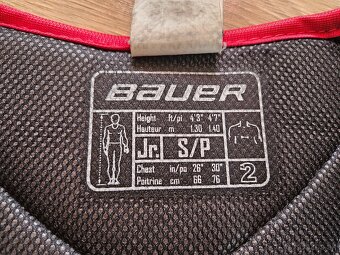 BAUER
Height ft/pi 4'3" 4'7"
Hauteur m 1.30 1.40
Jr. S/P
Chest in/po 26" 30"
Poitrine cm 66 76
2